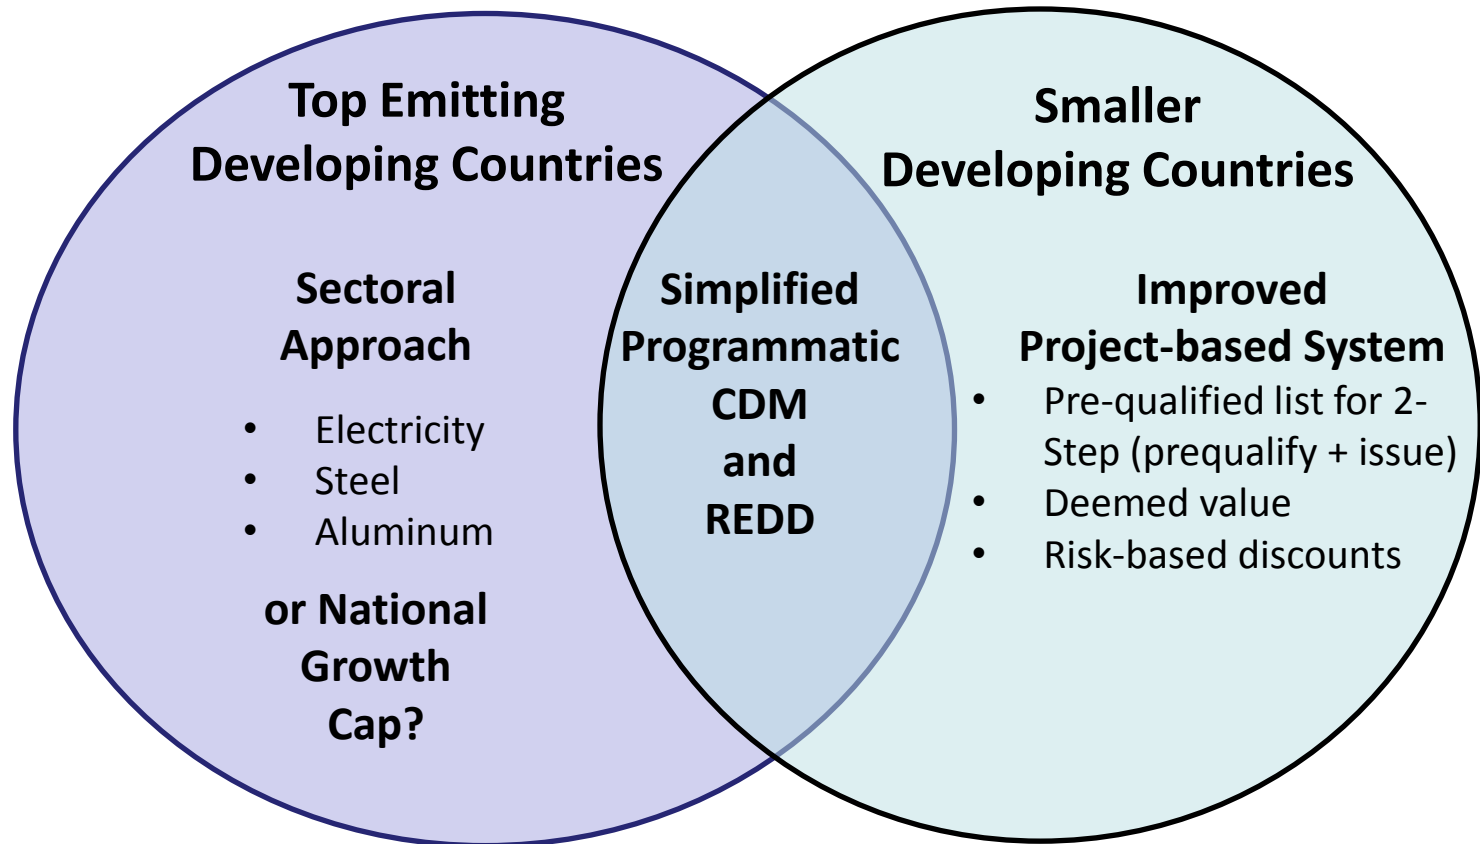 Top Emitting
Developing Countries
Sectoral
Approach
• Electricity
• Steel
• Aluminum
or National
Growth
Cap?
Simplified
Programmatic
CDM
and
REDD
Smaller
Developing Countries
Improved
Project-based System
• Pre-qualified list for 2-
Step (prequalify + issue)
• Deemed value
• Risk-based discounts